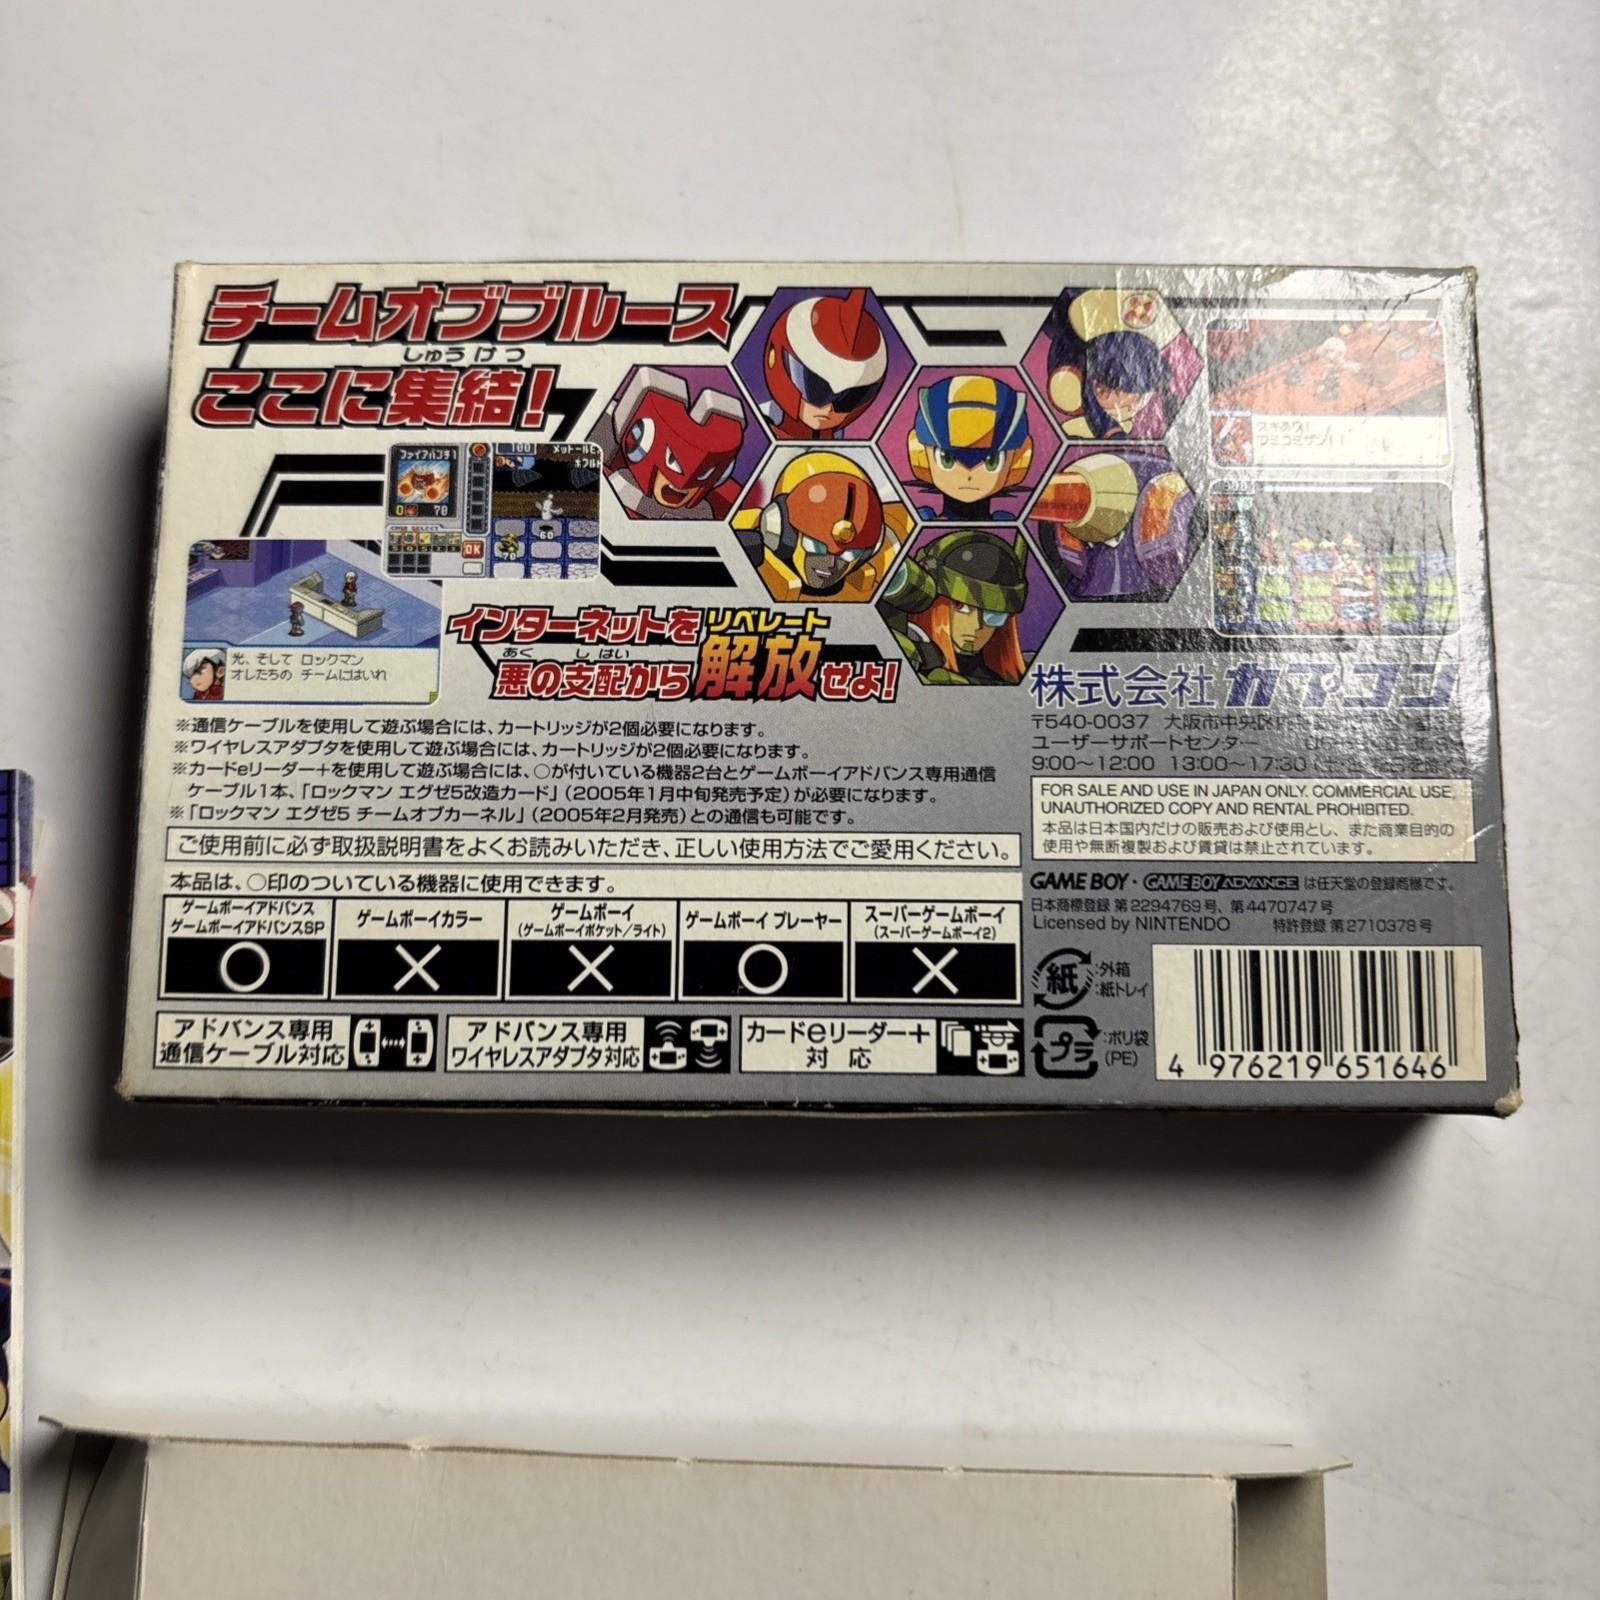 チームオブブルース
しゅうけつ
ここに集結!
ファイアパンチ1
0 70
OK
100 メットールE
60
70
光、そして ロックマン
オレたちの チームにはいれ
スキあり!
フミコミザン!!
インターネットを
リベレート
あく しはい
悪の支配から解放せよ!
※通信ケーブルを使用して遊ぶ場合には、カートリッジが2個必要になります。
※ワイヤレスアダプタを使用して遊ぶ場合には、カートリッジが2個必要になります。
※カードeリーダー+を使用して遊ぶ場合には、○が付いている機器2台とゲームボーイアドバンス専用通信
ケーブル1本、「ロックマン エグゼ5改造カード」(2005年1月中旬発売予定)が必要になります。
※「ロックマン エグゼ5 チームオブカーネル」(2005年2月発売)との通信も可能です。
ご使用前に必ず取扱説明書をよくお読みいただき、正しい使用方法でご愛用ください。
本品は、○印のついている機器に使用できます。
ゲームボーイアドバンス
ゲームボーイアドバンスSP
○
ゲームボーイカラー
×
ゲームボーイ
(ゲームボーイポケット/ライト)
×
ゲームボーイ プレーヤー
○
スーパーゲームボーイ
(スーパーゲームボーイ2)
×
アドバンス専用
通信ケーブル対応
アドバンス専用
ワイヤレスアダプタ対応
カードeリーダー+
対応
株式会社カプコン
〒540-0037 大阪市中央区
ユーザーサポートセンター
9:00~12:00 13:00~17:30
FOR SALE AND USE IN JAPAN ONLY. COMMERCIAL USE,
UNAUTHORIZED COPY AND RENTAL PROHIBITED.
本品は日本国内だけの販売および使用とし、また商業目的の
使用や無断複製および賃貸は禁止されています。
GAME BOY・GAME BOY ADVANCE は任天堂の登録商標です。
日本商標登録 第2294769号、第4470747号
Licensed by NINTENDO 特許登録 第2710378号
紙 :外箱
:紙トレイ
プラ :ポリ袋
(PE)
4 976219 651646